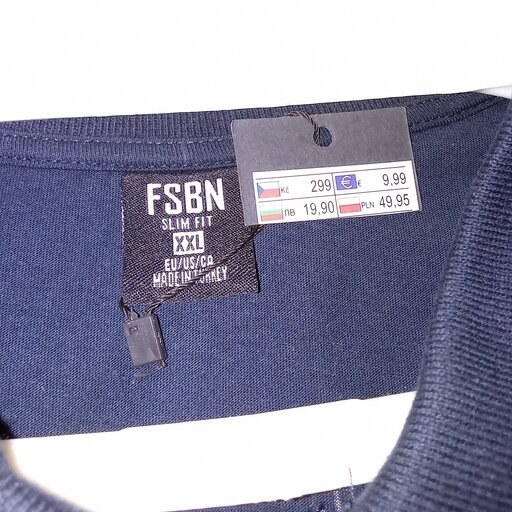 FSBN
SLIM FIT
XXL
EU/US/CA
MADE IN TURKEY
Kč 299 € 9,99
ПВ 19,90 PLN 49,95